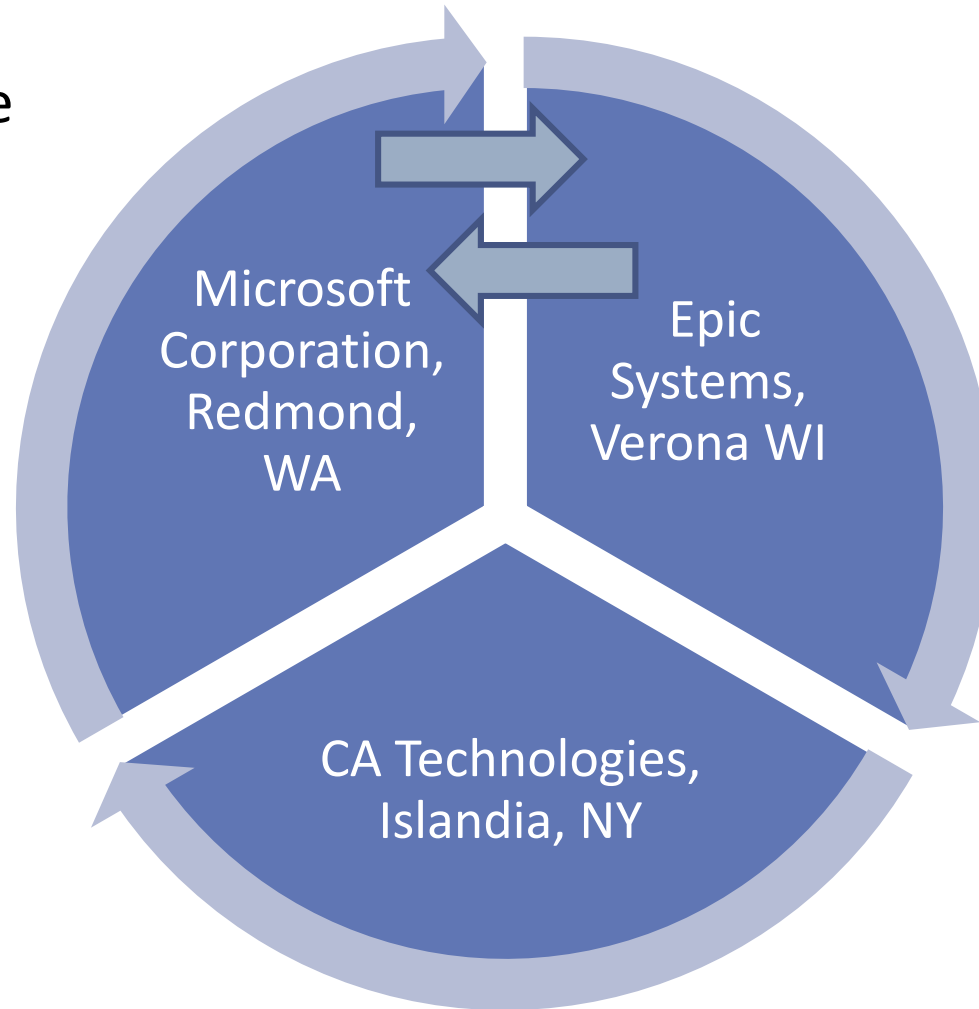 e
Microsoft
Corporation,
Redmond,
WA
Epic
Systems,
Verona WI
CA Technologies,
Islandia, NY